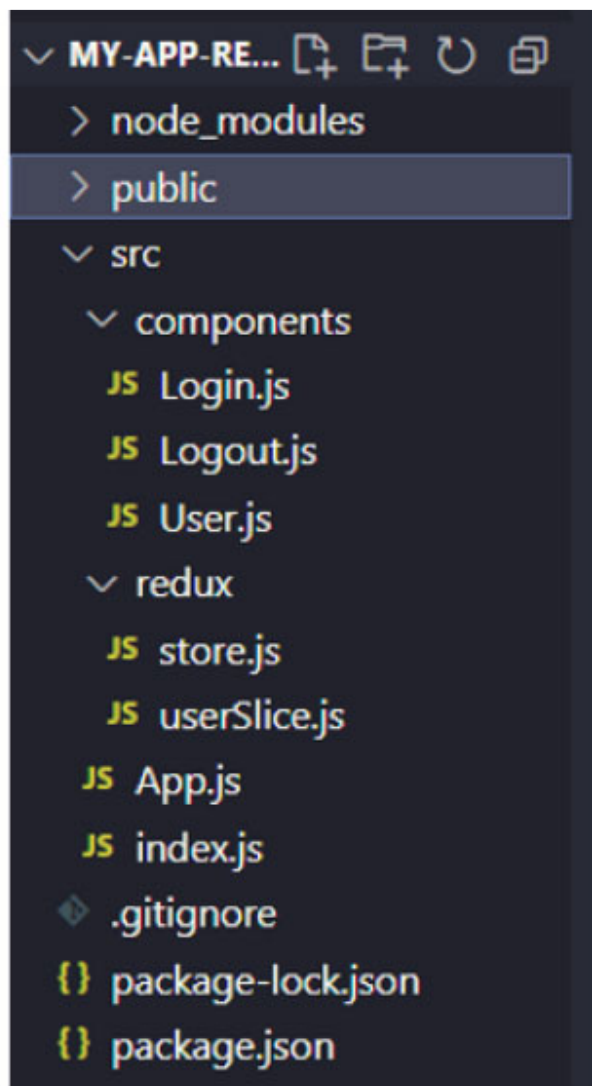 MY-APP-RE...
node_modules
public
src
components
JS Login.js
JS Logout.js
JS User.js
redux
JS store.js
JS userSlice.js
JS App.js
JS index.js
.gitignore
{} package-lock.json
{} package.json